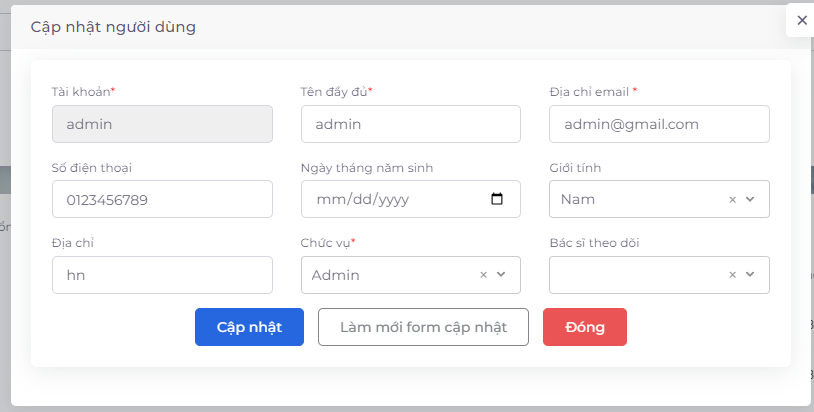 Cập nhật người dùng
×
Tài khoản* Tên đầy đủ* Địa chỉ email *
admin admin admin@gmail.com
Số điện thoại Ngày tháng năm sinh Giới tính
0123456789 mm/dd/yyyy Nam ×
Địa chỉ Chức vụ* Bác sĩ theo dõi
hn Admin × ×
Cập nhật Làm mới form cập nhật Đóng